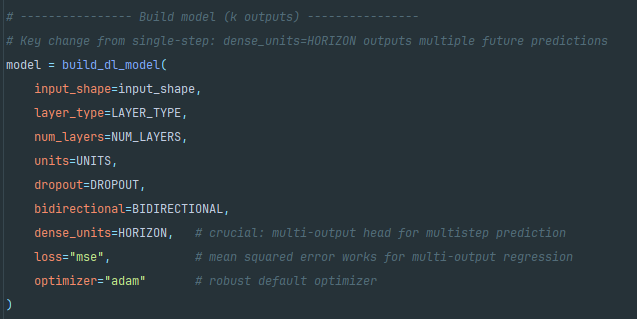 # ---------------- Build model (k outputs) ----------------
# Key change from single-step: dense_units=HORIZON outputs multiple future predictions
model = build_dl_model(
    input_shape=input_shape,
    layer_type=LAYER_TYPE,
    num_layers=NUM_LAYERS,
    units=UNITS,
    dropout=DROPOUT,
    bidirectional=BIDIRECTIONAL,
    dense_units=HORIZON,   # crucial: multi-output head for multistep prediction
    loss="mse",            # mean squared error works for multi-output regression
    optimizer="adam"       # robust default optimizer
)